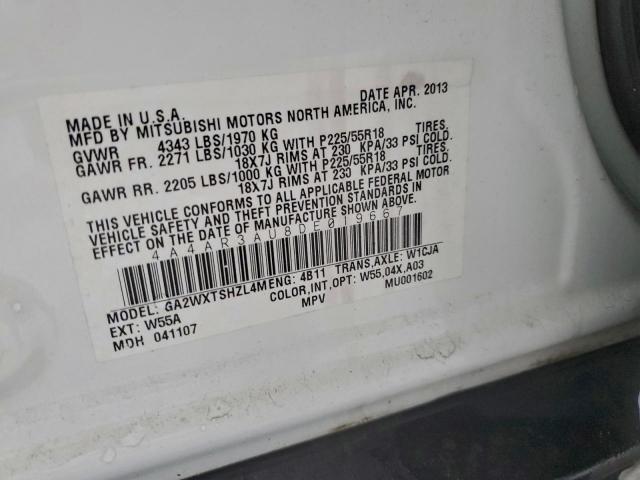 MADE IN U.S.A. DATE APR. 2013
MFD BY MITSUBISHI MOTORS NORTH AMERICA, INC.
GVWR 4343 LBS/1970 KG
GAWR FR. 2271 LBS/1030 KG WITH P225/55R18 TIRES,
18X7J RIMS AT 230 KPA/33 PSI COLD.
GAWR RR. 2205 LBS/1000 KG WITH P225/55R18 TIRES,
18X7J RIMS AT 230 KPA/33 PSI COLD.
THIS VEHICLE CONFORMS TO ALL APPLICABLE FEDERAL MOTOR
VEHICLE SAFETY AND THEFT PREVENTION STANDARDS IN
EFFECT ON THE DATE OF MANUFACTURE SHOWN ABOVE.
4A4AR3AU8DE019667
MODEL: GA2WXTSHZL4M ENG: 4B11 TRANS,AXLE: W1CJA
EXT: W55A COLOR,INT,OPT: W55,04X,A03
MDH 041107 MPV MU001602